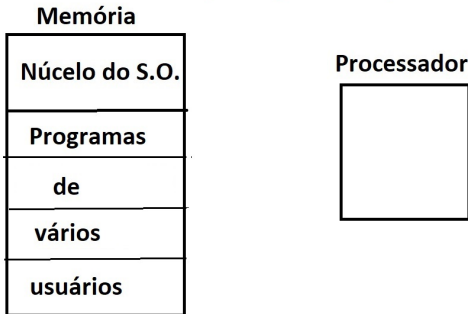 Memória
Núcelo do S.O.
Processador
Programas
de
vários
usuários